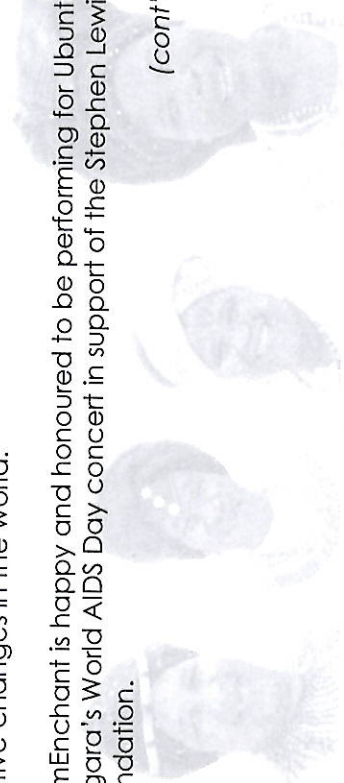 ive changes in the world.
mEnchant is happy and honoured to be performing for Ubunt
gara's World AIDS Day concert in support of the Stephen Lewi
ndation.
(cont'